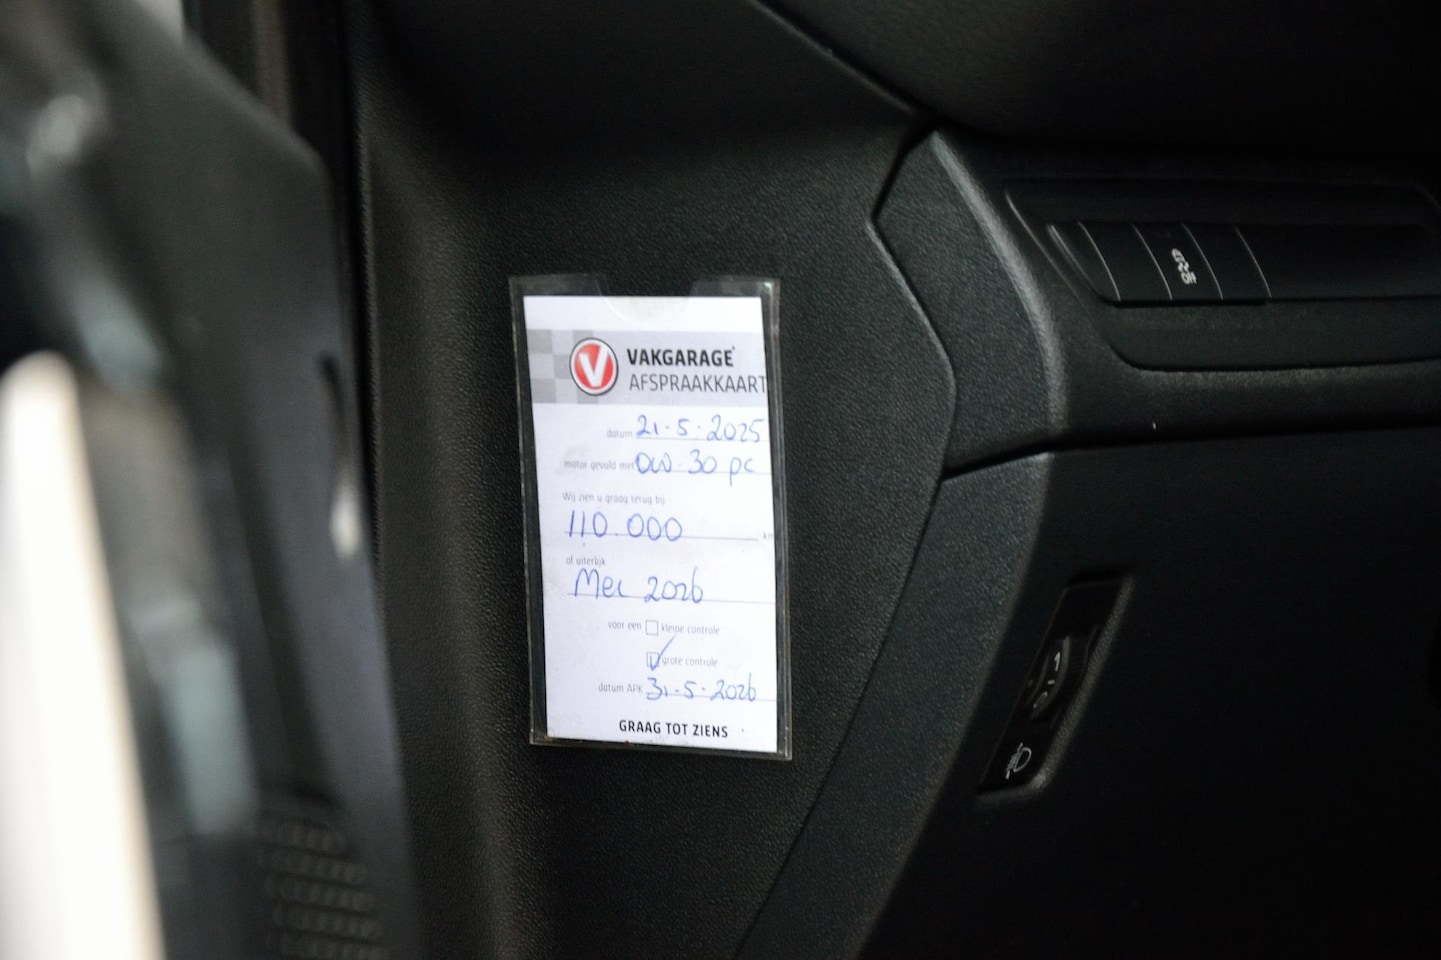 V VAKGARAGE
AFSPRAAKKAART
datum 21-5-2025
motor gevuld met 0W-30 pc
Wij zien u graag terug bij
110.000 km
of uiterlijk
Mei 2026
voor een kleine controle
grote controle
datum APK 31-5-2026
GRAAG TOT ZIENS